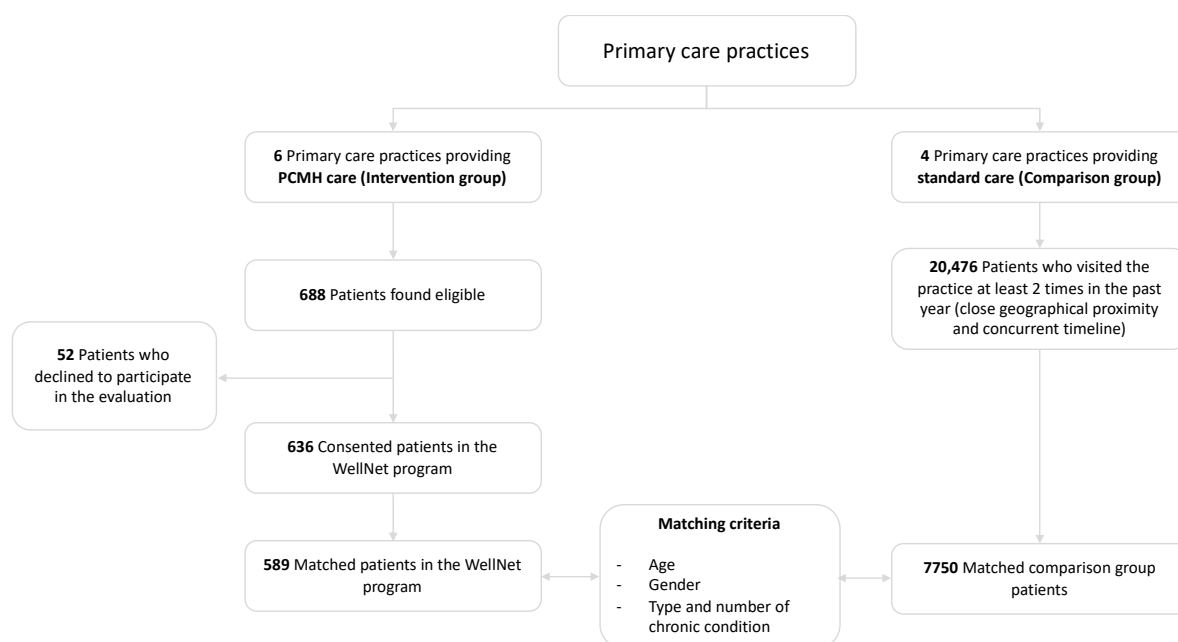 Primary care practices
6 Primary care practices providing
PCMH care (Intervention group)
4 Primary care practices providing
standard care (Comparison group)
688 Patients found eligible
20,476 Patients who visited the
practice at least 2 times in the past
year (close geographical proximity
and concurrent timeline)
52 Patients who
declined to participate
in the evaluation
636 Consented patients in the
WellNet program
589 Matched patients in the WellNet
program
Matching criteria
- Age
- Gender
- Type and number of
chronic condition
7750 Matched comparison group
patients